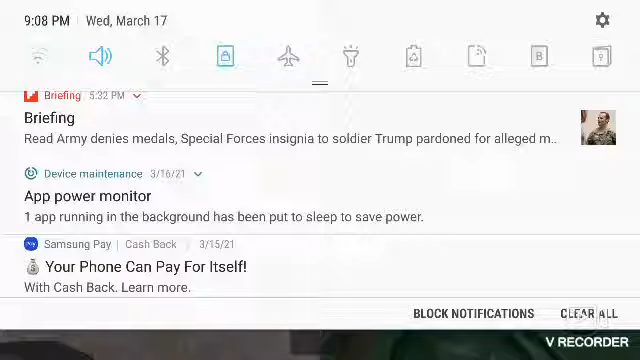 9:08 PM | Wed, March 17
Briefing 5:32 PM
Briefing
Read Army denies medals, Special Forces insignia to soldier Trump pardoned for alleged m..
Device maintenance 3/16/21
App power monitor
1 app running in the background has been put to sleep to save power.
Pay Samsung Pay | Cash Back 3/15/21
Your Phone Can Pay For Itself!
With Cash Back. Learn more.
BLOCK NOTIFICATIONS CLEAR ALL
V RECORDER